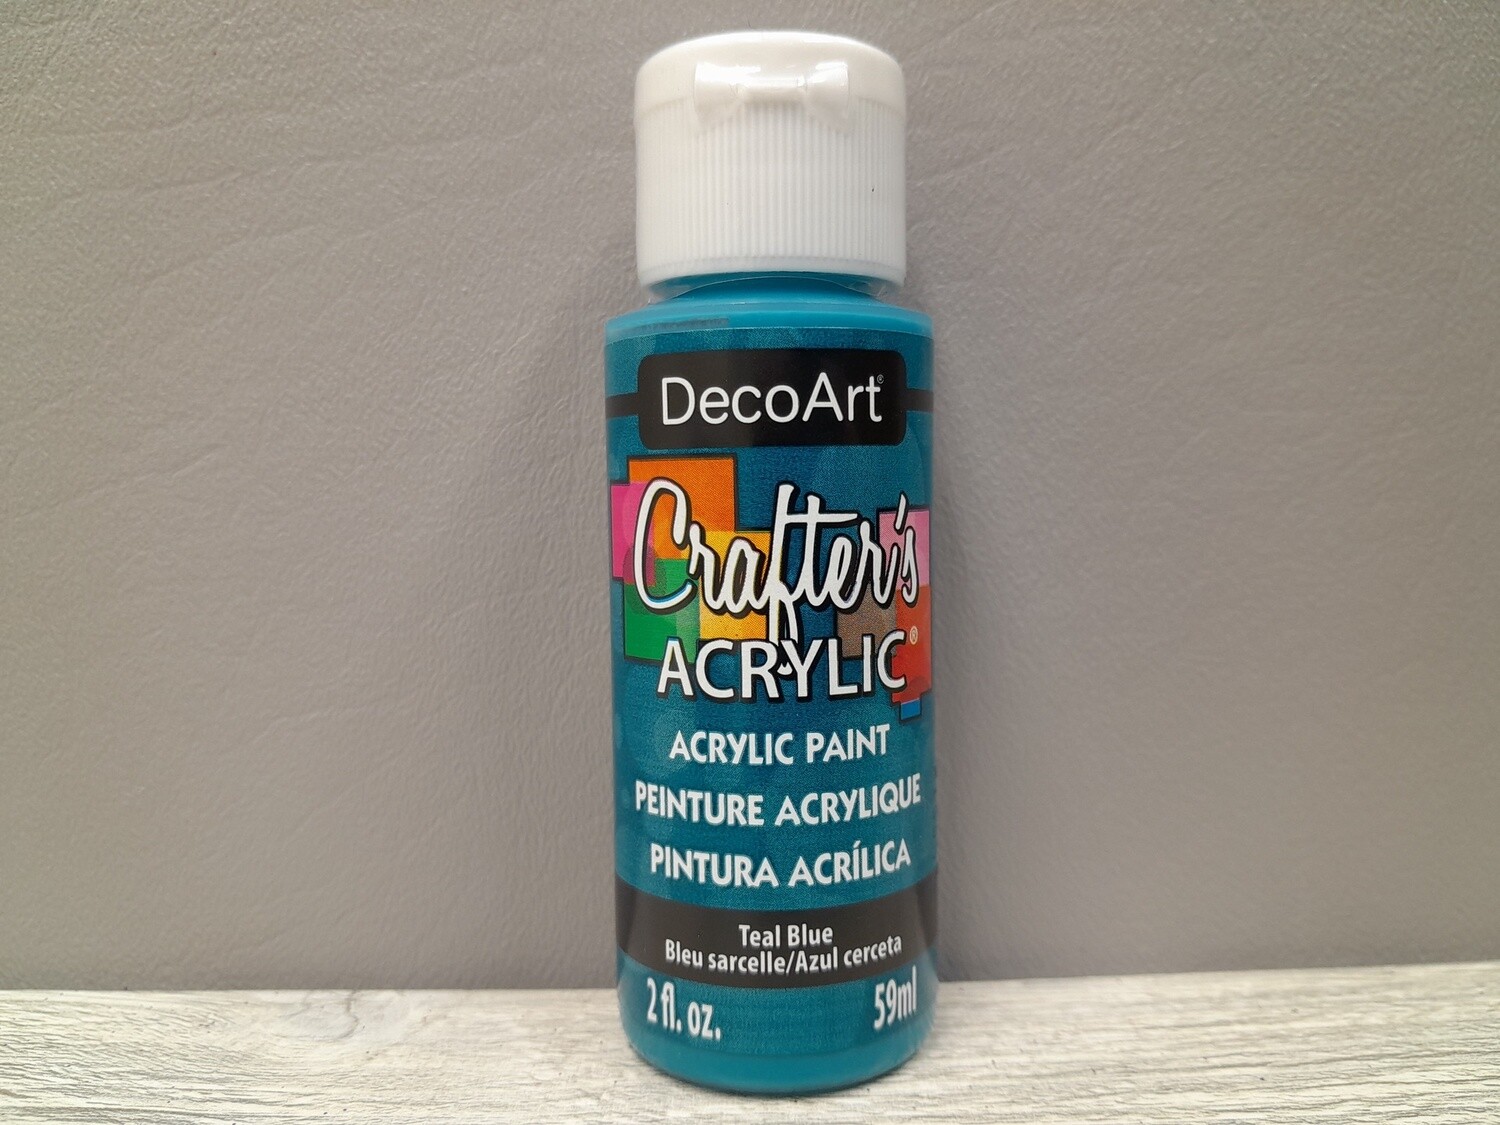 DecoArt®
Crafter's
ACRYLIC®
ACRYLIC PAINT
PEINTURE ACRYLIQUE
PINTURA ACRÍLICA
Teal Blue
Bleu sarcelle/Azul cerceta
2 fl. oz. 59ml